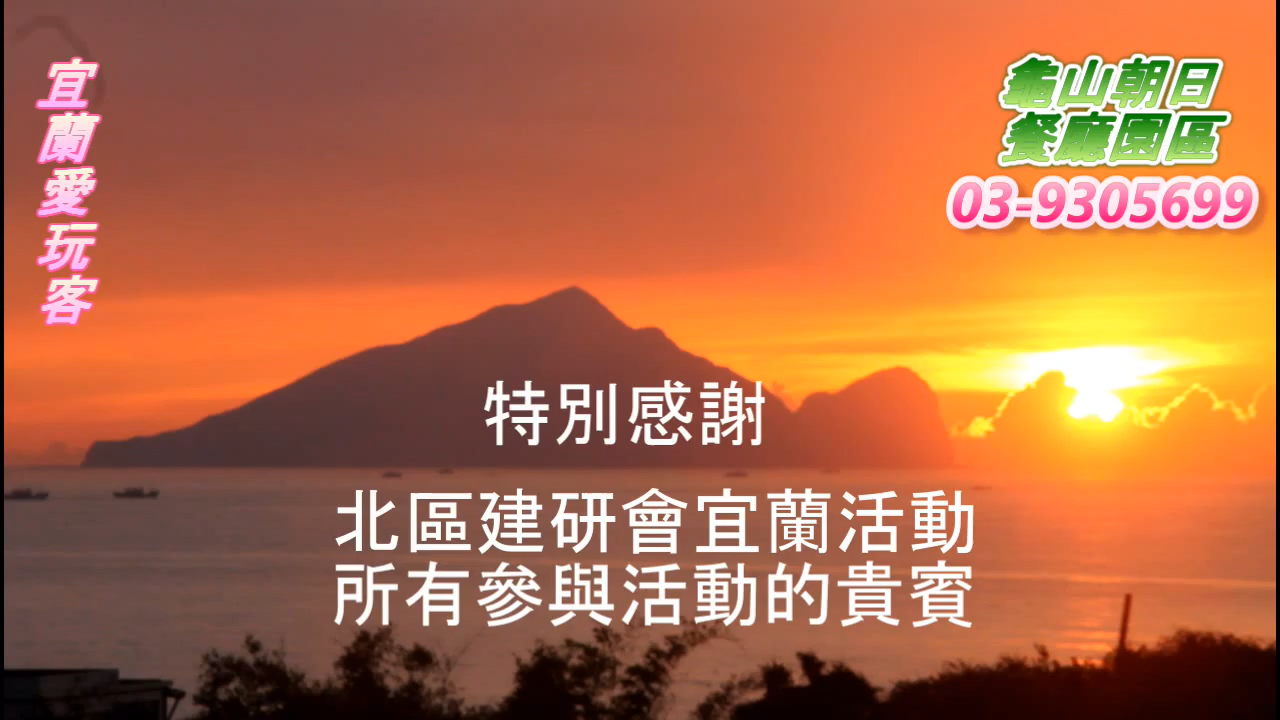 宜蘭愛玩客
龜山朝日
餐廳園區
03-9305699
特別感謝
北區建研會宜蘭活動
所有參與活動的貴賓